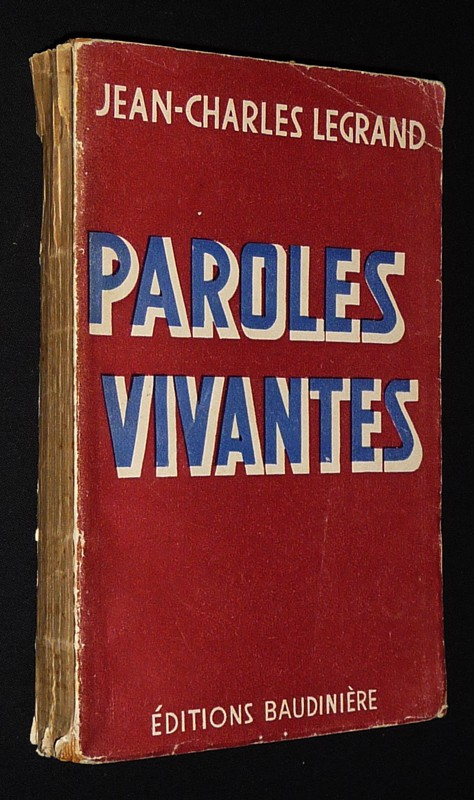 JEAN-CHARLES LEGRAND
PAROLES
VIVANTES
ÉDITIONS BAUDINIÈRE